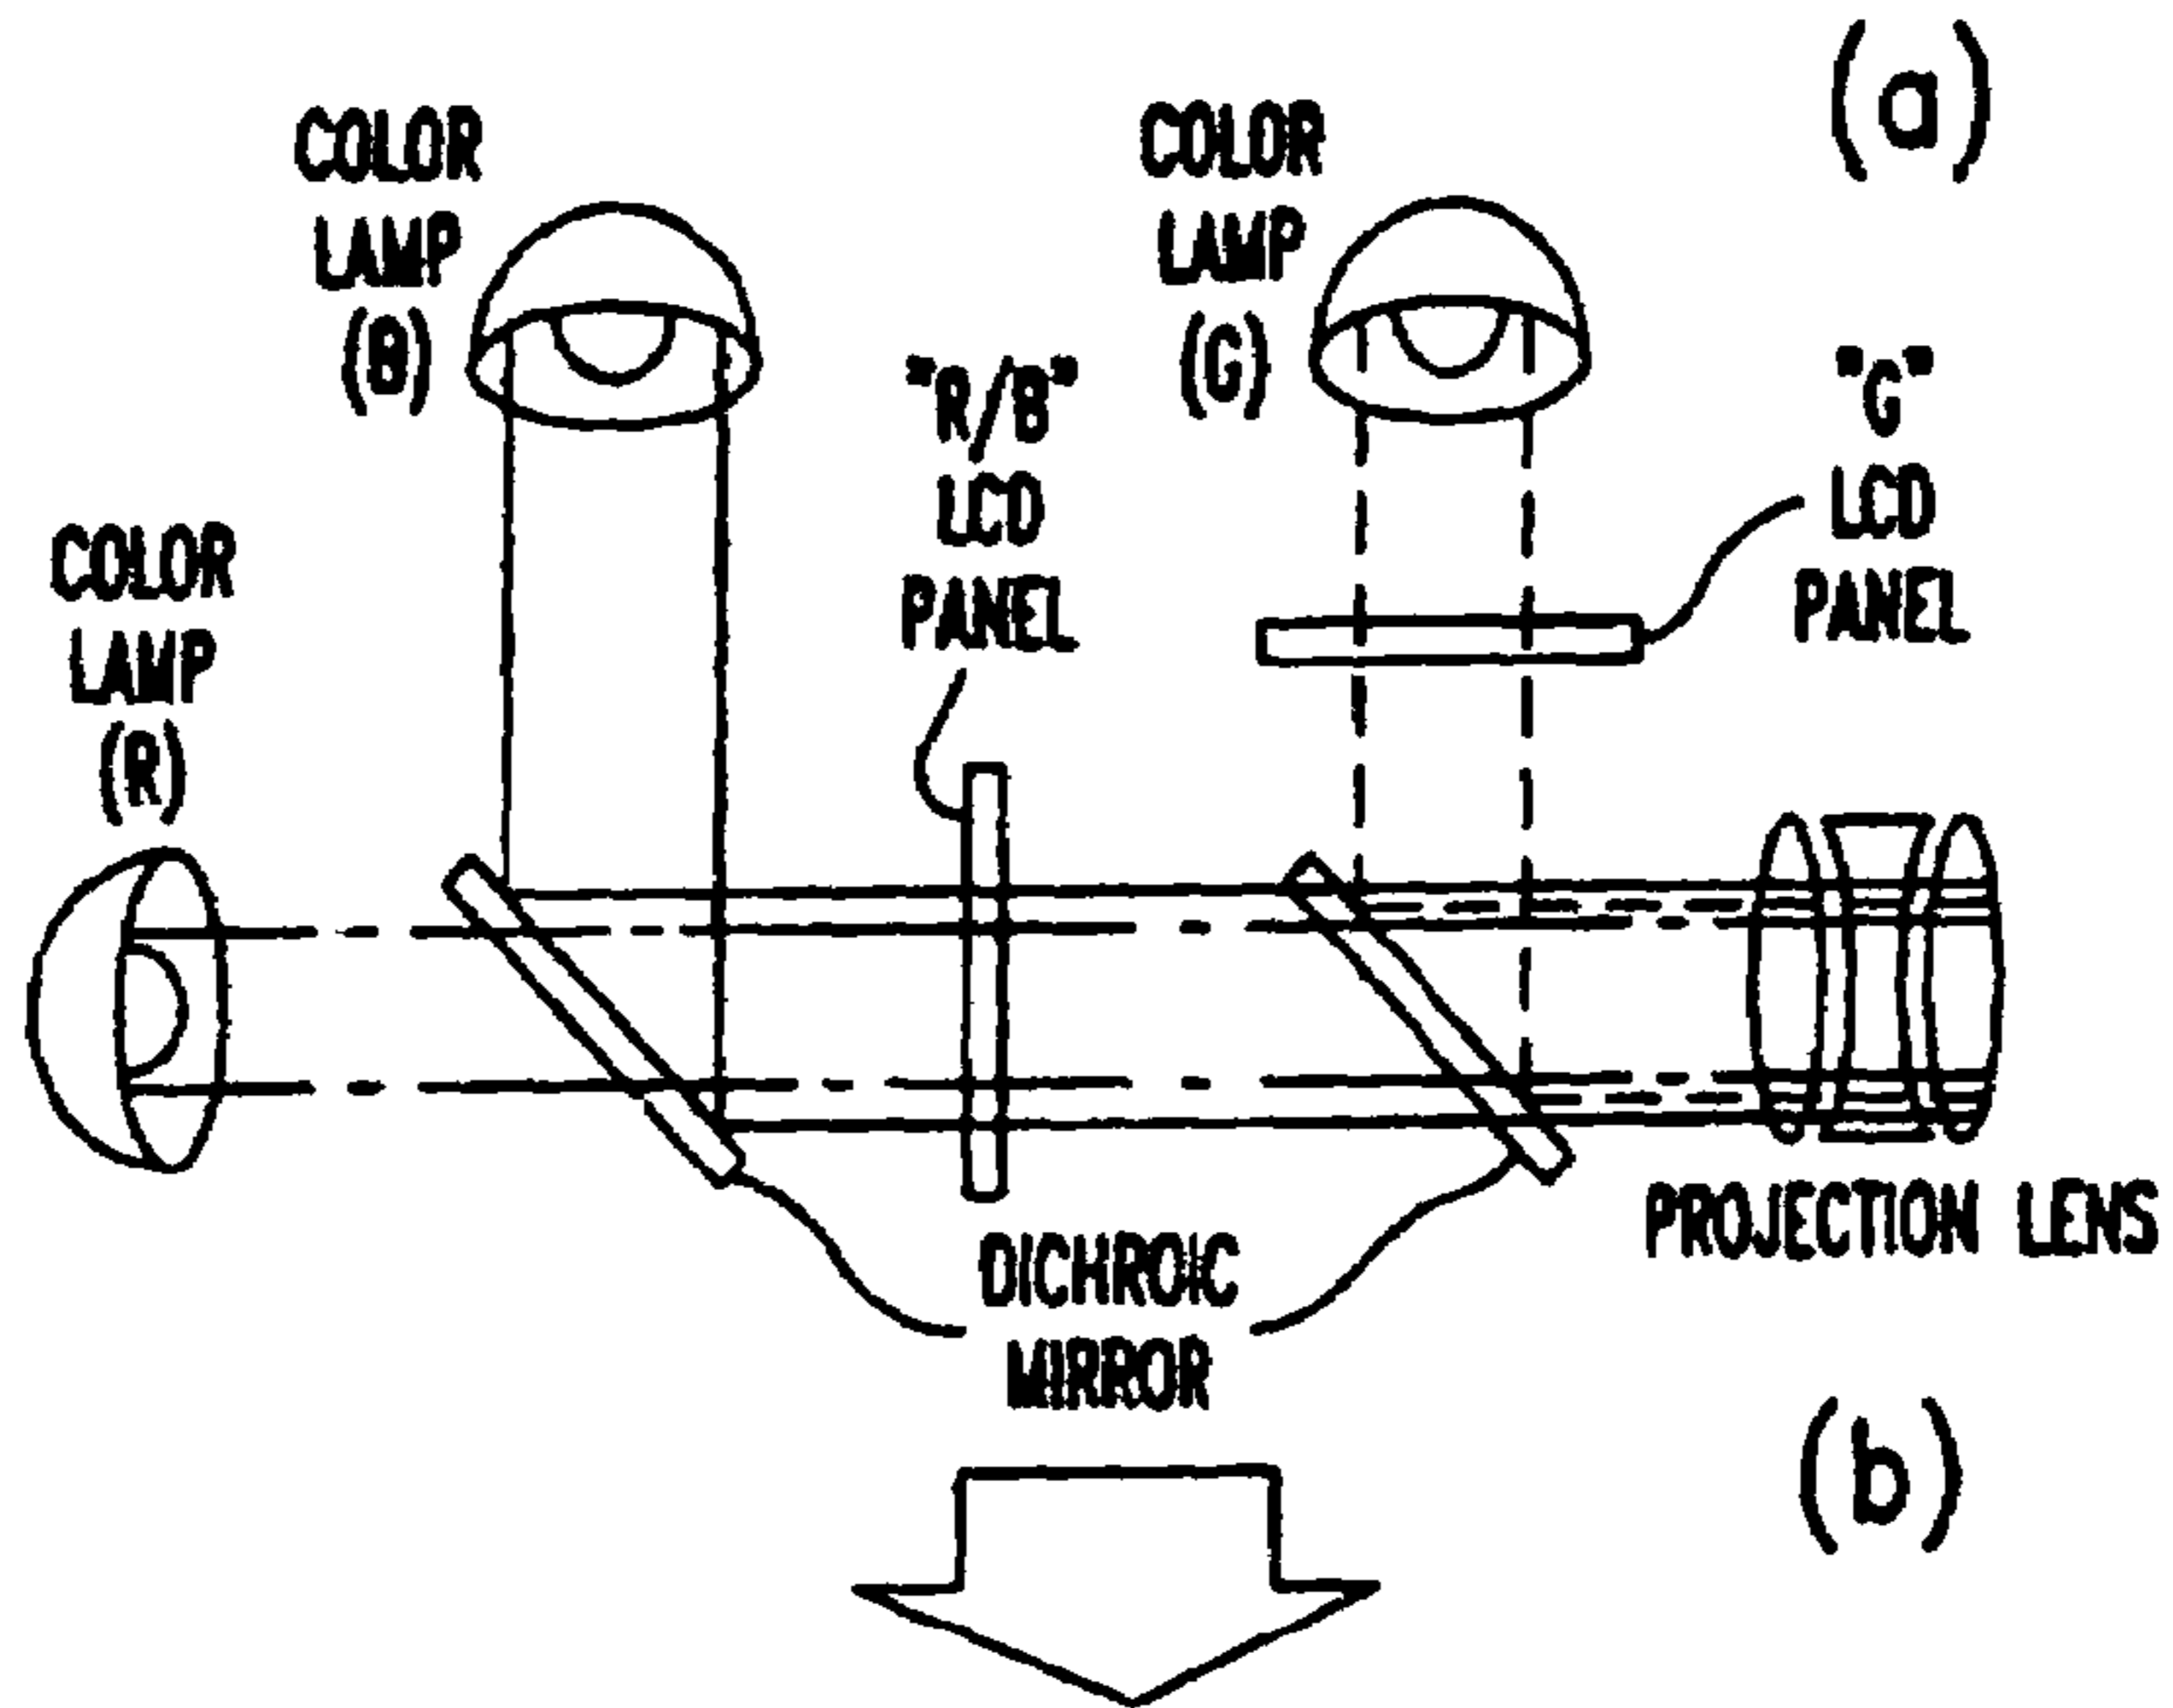 (a)
COLOR
LAMP
(B)
COLOR
LAMP
(G)
"R/B"
LCD
PANEL
"G"
LCD
PANEL
COLOR
LAMP
(R)
PROJECTION LENS
DICHROIC
MIRROR
(b)